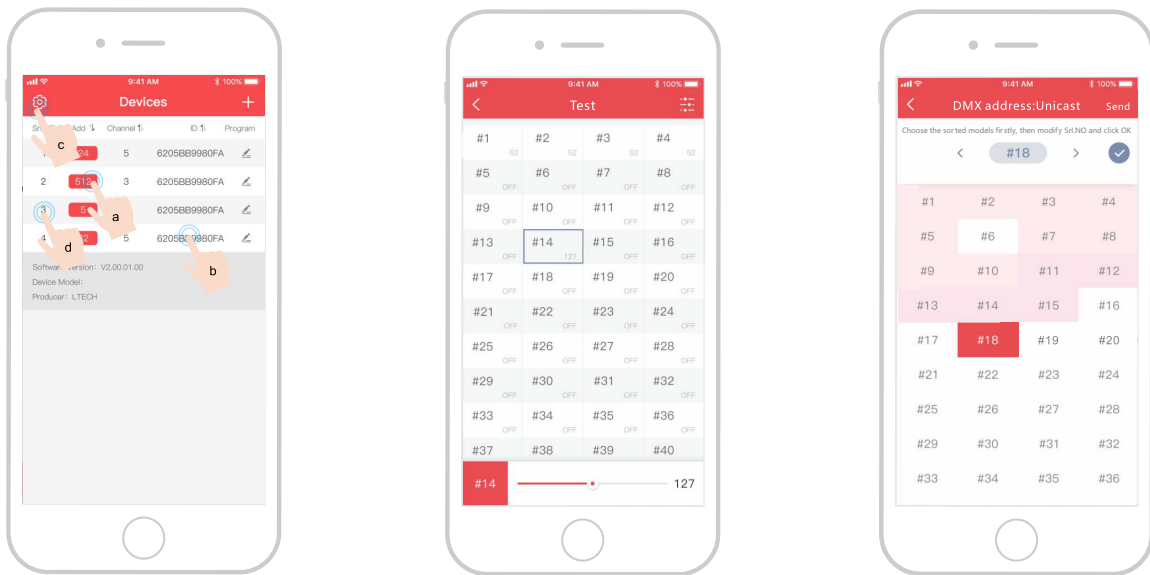 9:41 AM 100%
Devices +
Add Channel ID Program
c
24 5 6205BB9980FA
2 512 3 6205BB9980FA
3 5 6205BB9980FA
a
4 2 5 6205BB9980FA
d
b
Software Version: V2.00.01.00
Device Model:
Producer: LTECH
9:41 AM 100%
Test
#1 #2 #3 #4
52 52 52 52
#5 #6 #7 #8
OFF OFF OFF OFF
#9 #10 #11 #12
OFF OFF OFF OFF
#13 #14 #15 #16
OFF 127 OFF OFF
#17 #18 #19 #20
OFF OFF OFF OFF
#21 #22 #23 #24
OFF OFF OFF OFF
#25 #26 #27 #28
OFF OFF OFF OFF
#29 #30 #31 #32
OFF OFF OFF OFF
#33 #34 #35 #36
OFF OFF OFF OFF
#37 #38 #39 #40
#14 127
9:41 AM 100%
DMX address:Unicast Send
Choose the sorted models firstly, then modify Srl.NO and click OK
< #18 >
#1 #2 #3 #4
#5 #6 #7 #8
#9 #10 #11 #12
#13 #14 #15 #16
#17 #18 #19 #20
#21 #22 #23 #24
#25 #26 #27 #28
#29 #30 #31 #32
#33 #34 #35 #36